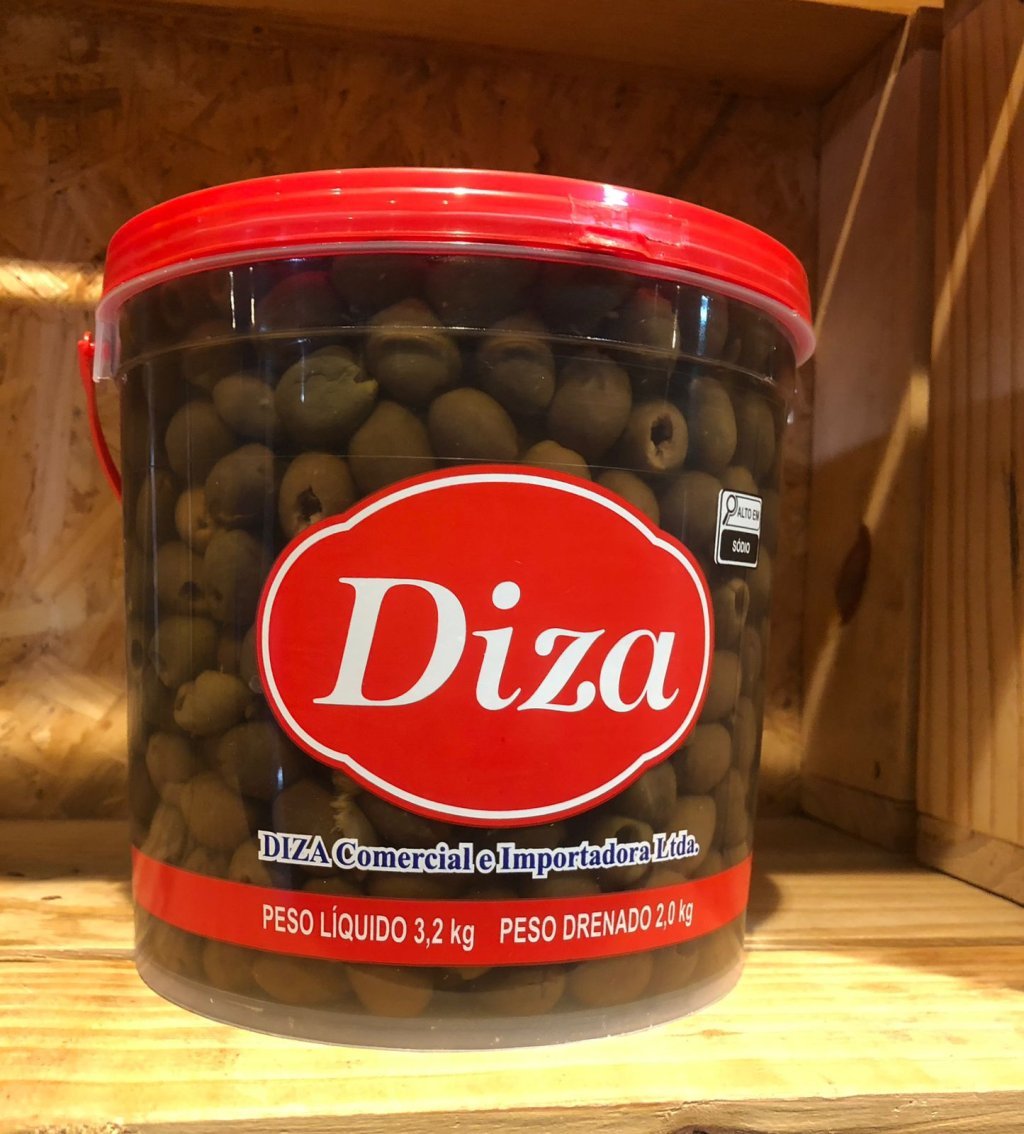 ALTO EM
SÓDIO
Diza
DIZA Comercial e Importadora Ltda.
PESO LÍQUIDO 3,2 kg PESO DRENADO 2,0 kg